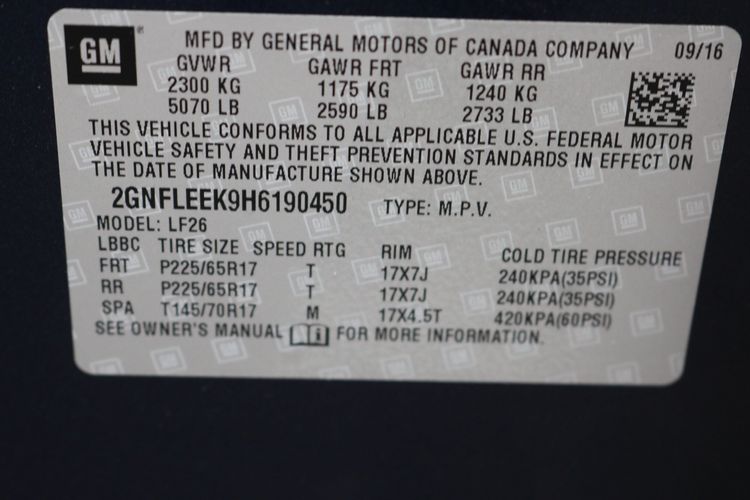 GM MFD BY GENERAL MOTORS OF CANADA COMPANY 09/16
GVWR GAWR FRT GAWR RR
2300 KG 1175 KG 1240 KG
5070 LB 2590 LB 2733 LB
THIS VEHICLE CONFORMS TO ALL APPLICABLE U.S. FEDERAL MOTOR
VEHICLE SAFETY AND THEFT PREVENTION STANDARDS IN EFFECT ON
THE DATE OF MANUFACTURE SHOWN ABOVE.
2GNFLEEK9H6190450 TYPE: M.P.V.
MODEL: LF26
LBBC TIRE SIZE SPEED RTG RIM COLD TIRE PRESSURE
FRT P225/65R17 T 17X7J 240KPA(35PSI)
RR P225/65R17 T 17X7J 240KPA(35PSI)
SPA T145/70R17 M 17X4.5T 420KPA(60PSI)
SEE OWNER'S MANUAL i FOR MORE INFORMATION.